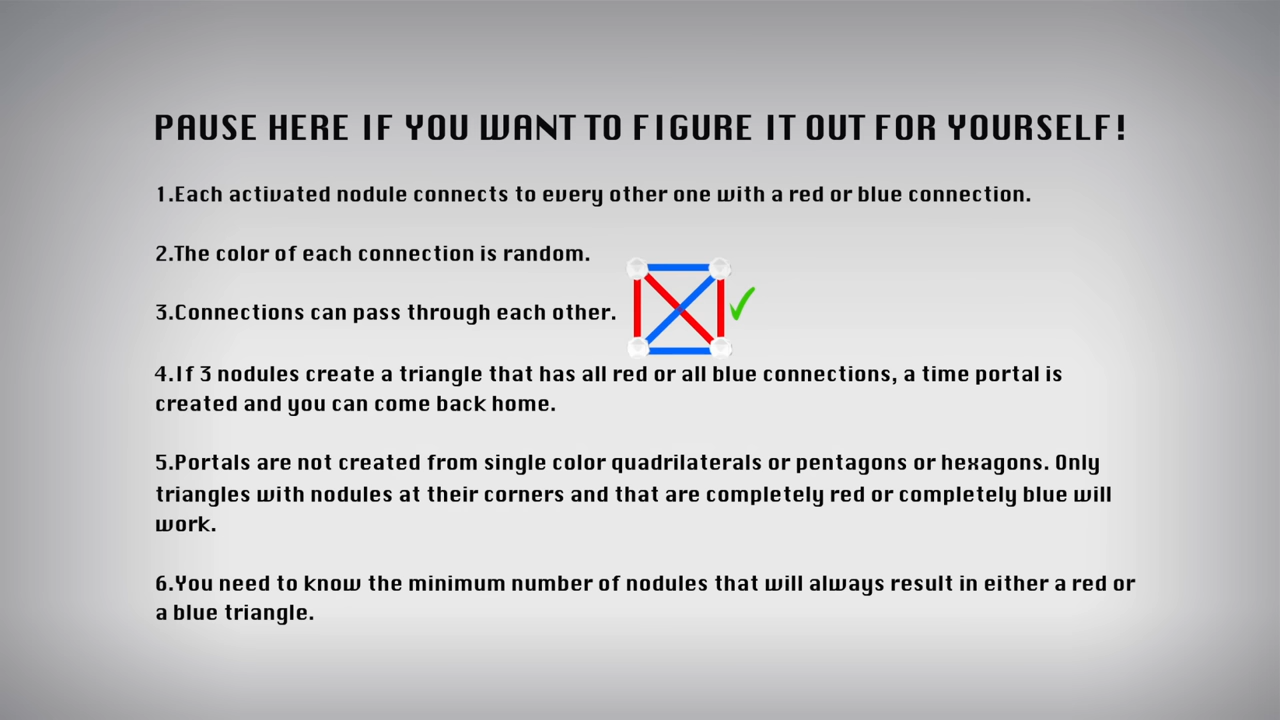 PAUSE HERE IF YOU WANT TO FIGURE IT OUT FOR YOURSELF!
1.Each activated nodule connects to every other one with a red or blue connection.
2.The color of each connection is random.
3.Connections can pass through each other.
4.If 3 nodules create a triangle that has all red or all blue connections, a time portal is
created and you can come back home.
5.Portals are not created from single color quadrilaterals or pentagons or hexagons. Only
triangles with nodules at their corners and that are completely red or completely blue will
work.
6.You need to know the minimum number of nodules that will always result in either a red or
a blue triangle.